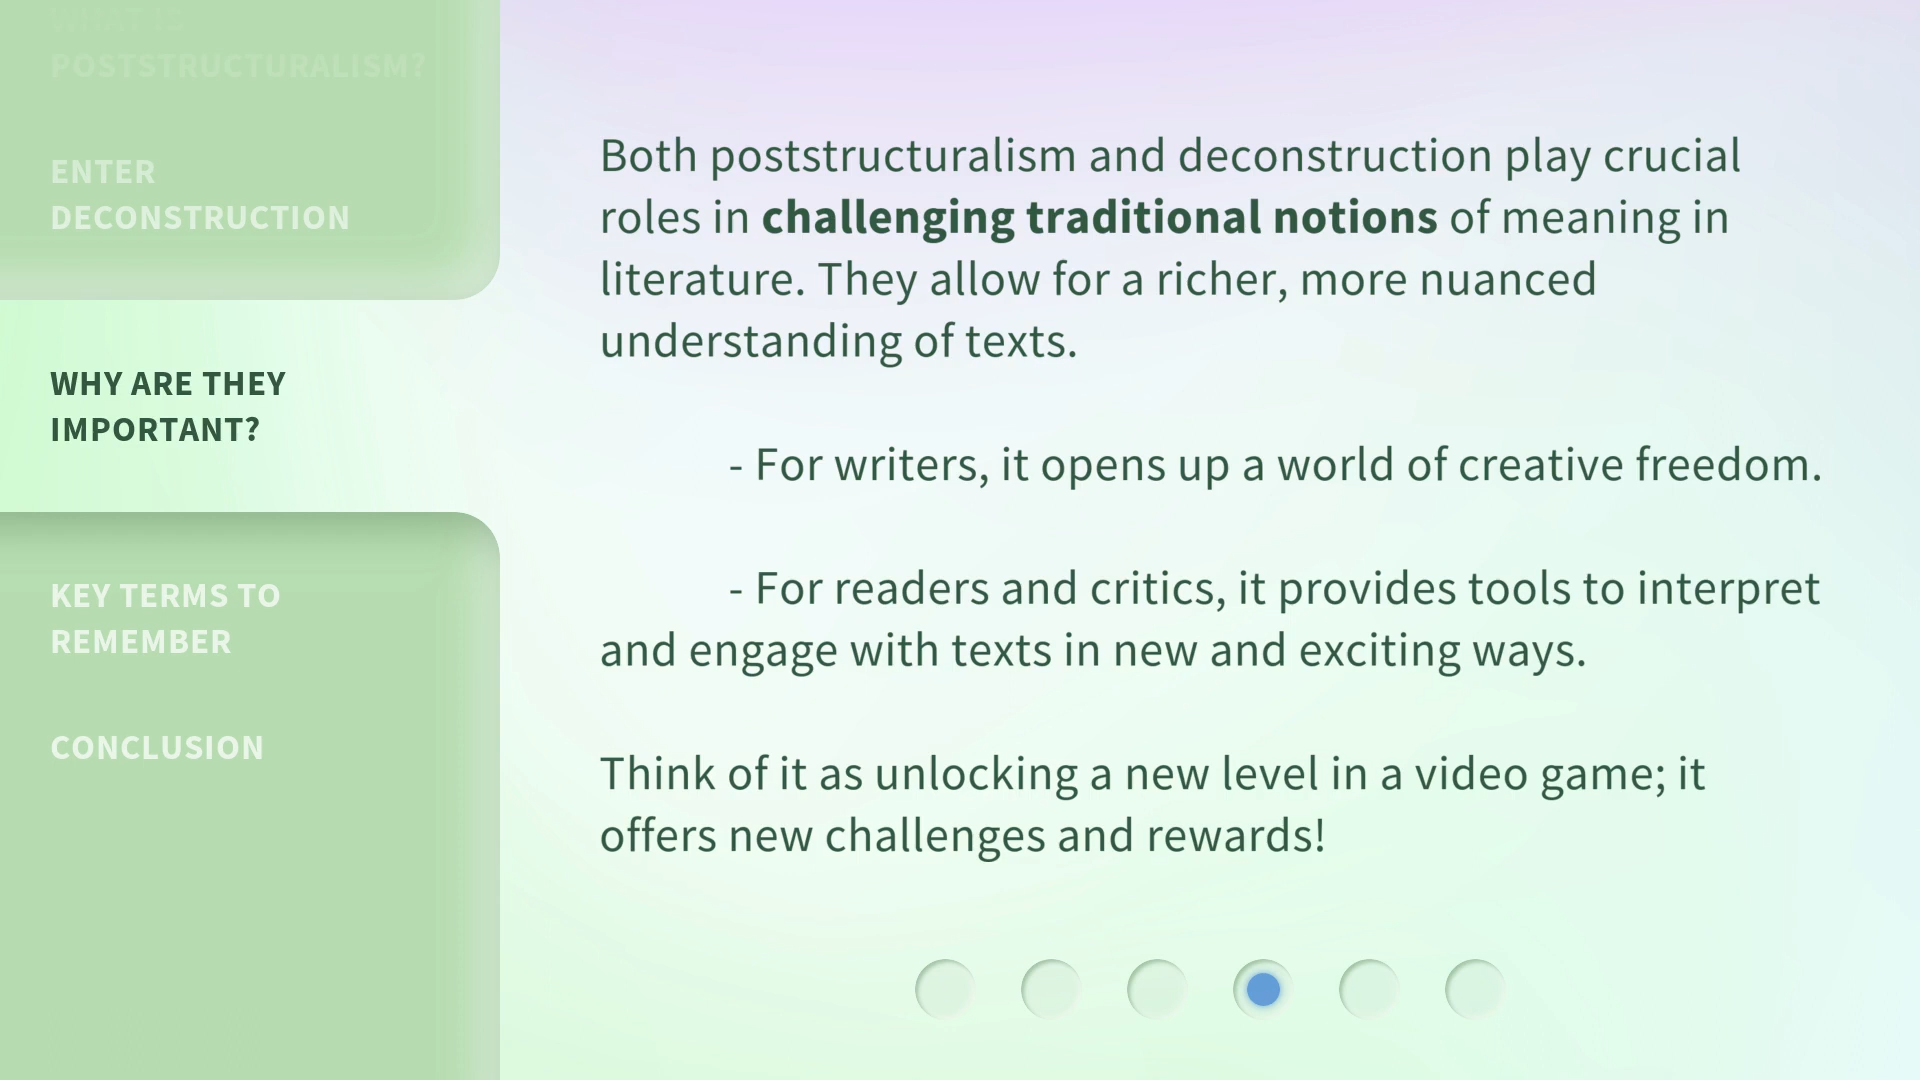 WHAT IS
POSTSTRUCTURALISM?
ENTER
DECONSTRUCTION
WHY ARE THEY
IMPORTANT?
KEY TERMS TO
REMEMBER
CONCLUSION
Both poststructuralism and deconstruction play crucial
roles in challenging traditional notions of meaning in
literature. They allow for a richer, more nuanced
understanding of texts.
- For writers, it opens up a world of creative freedom.
- For readers and critics, it provides tools to interpret
and engage with texts in new and exciting ways.
Think of it as unlocking a new level in a video game; it
offers new challenges and rewards!